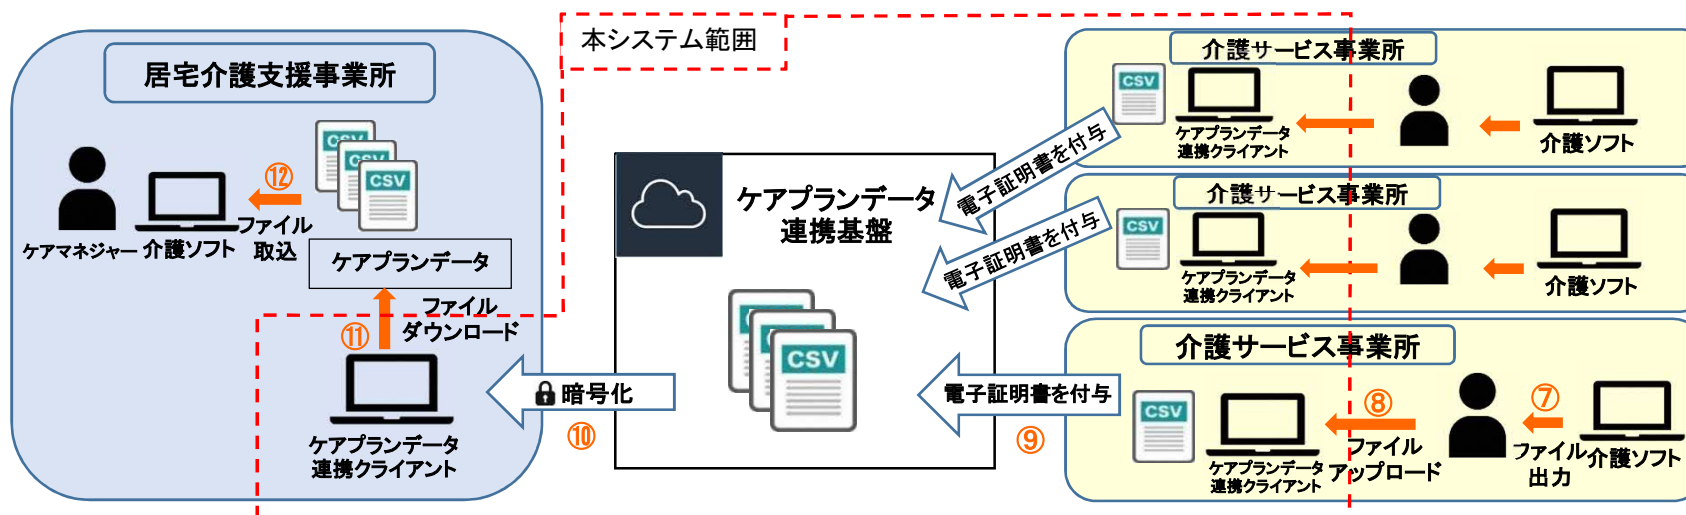 本システム範囲
居宅介護支援事業所
CSV
CSV
CSV
⑫
ファイル
取込
ケアマネジャー
介護ソフト
ケアプランデータ
⑪
ファイル
ダウンロード
ケアプランデータ
連携クライアント
暗号化
⑩
ケアプランデータ
連携基盤
CSV
電子証明書を付与
電子証明書を付与
電子証明書を付与
⑨
介護サービス事業所
CSV
ケアプランデータ
連携クライアント
介護ソフト
介護サービス事業所
CSV
ケアプランデータ
連携クライアント
介護ソフト
介護サービス事業所
CSV
ケアプランデータ
連携クライアント
⑧
ファイル
アップロード
⑦
ファイル
出力
介護ソフト